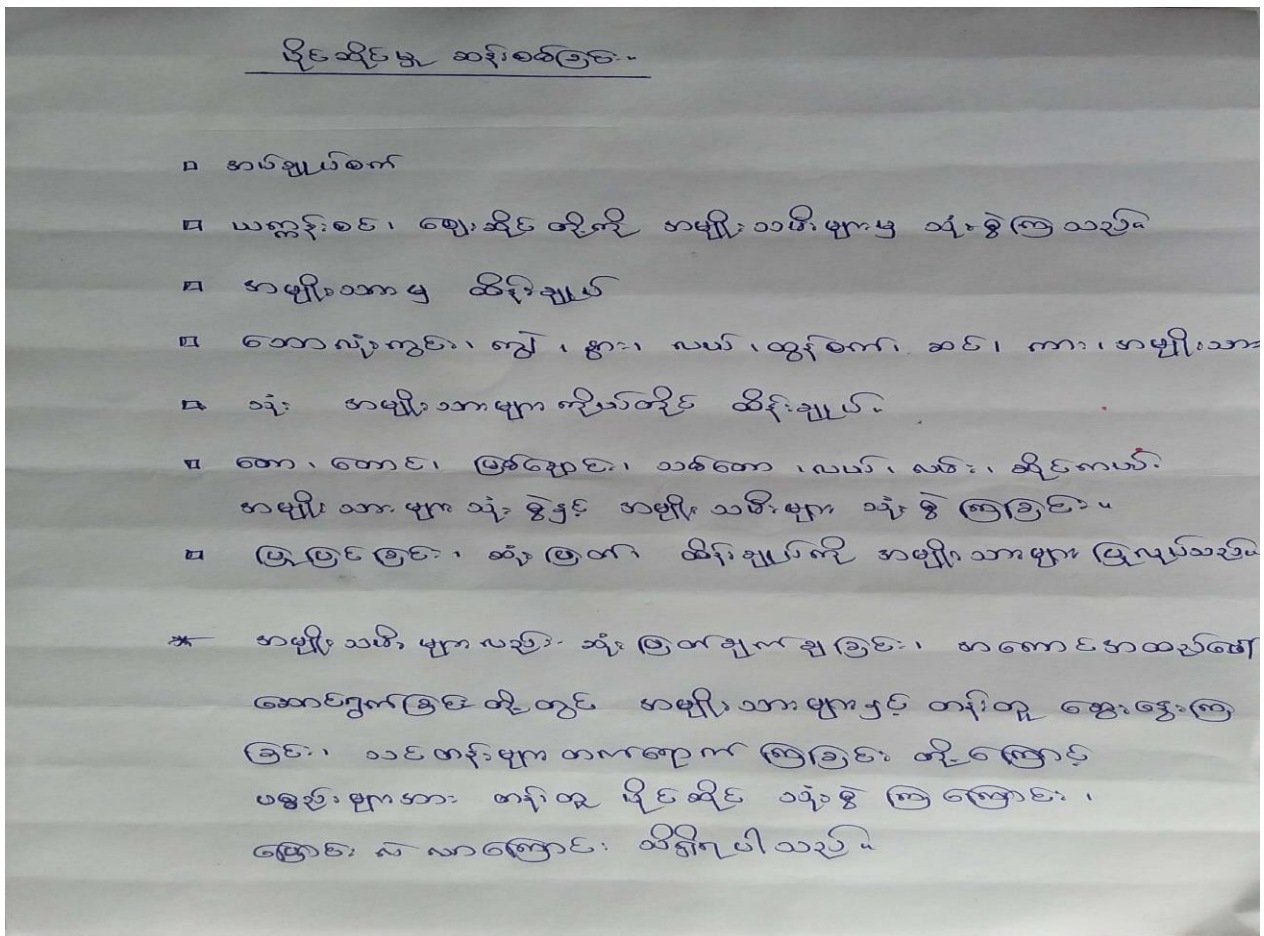 ပိုင်ဆိုင်မှု ဆန်းစစ်ခြင်း။
အပ်ချုပ်စက်
ယက္ကန်းစင်၊ ဈေးဆိုင် တို့ကို အမျိုးသမီးများမှ သုံးစွဲကြသည်။
အမျိုးသားမှ ထိန်းချုပ်
ဘောလုံးကွင်း၊ ကျွဲ၊ နွား၊ လယ်၊ ထွန်စက်၊ ဆင်၊ ကား၊ အမျိုးသား
သုံး အမျိုးသားများ ကိုယ်တိုင် ထိန်းချုပ်။
တော၊ တောင်၊ မြစ်ချောင်း၊ သစ်တော၊ လယ်၊ လမ်း၊ ဆိုင်ကယ်၊
အမျိုးသားများ သုံးစွဲနှင့် အမျိုးသမီးများ သုံးစွဲကြခြင်း။
ပြုပြင်ခြင်း၊ ဆုံးဖြတ်၊ ထိန်းချုပ်ကို အမျိုးသားများ ပြုလုပ်သည်။
* အမျိုးသမီးများလည်း ဆုံးဖြတ်ချက်ချခြင်း၊ အကောင်အထည်ဖော်
ဆောင်ရွက်ခြင်းတို့တွင် အမျိုးသားများနှင့် တန်းတူ ဆွေးနွေးကြ
ခြင်း၊ သင်တန်းများ တက်ရောက်ကြခြင်းတို့ကြောင့်
ပစ္စည်းများအား တန်းတူ ပိုင်ဆိုင် သုံးစွဲကြကြောင်း၊
ပြောင်းလဲလာကြောင်း သိရှိရပါသည်။